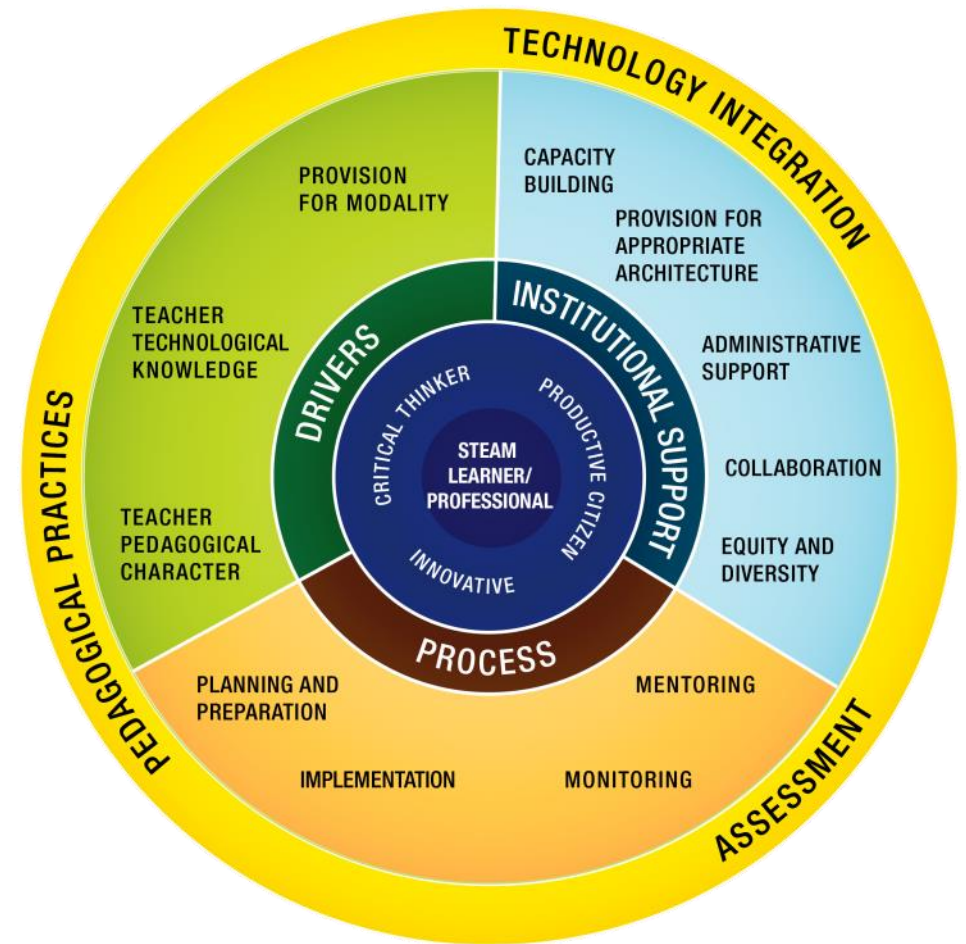 TECHNOLOGY INTEGRATION
PEDAGOGICAL PRACTICES
ASSESSMENT
PROVISION
FOR MODALITY
TEACHER
TECHNOLOGICAL
KNOWLEDGE
TEACHER
PEDAGOGICAL
CHARACTER
CAPACITY
BUILDING
PROVISION FOR
APPROPRIATE
ARCHITECTURE
ADMINISTRATIVE
SUPPORT
COLLABORATION
EQUITY AND
DIVERSITY
DRIVERS
INSTITUTIONAL SUPPORT
PROCESS
CRITICAL THINKER
PRODUCTIVE CITIZEN
INNOVATIVE
STEAM
LEARNER/
PROFESSIONAL
PLANNING AND
PREPARATION
IMPLEMENTATION
MONITORING
MENTORING